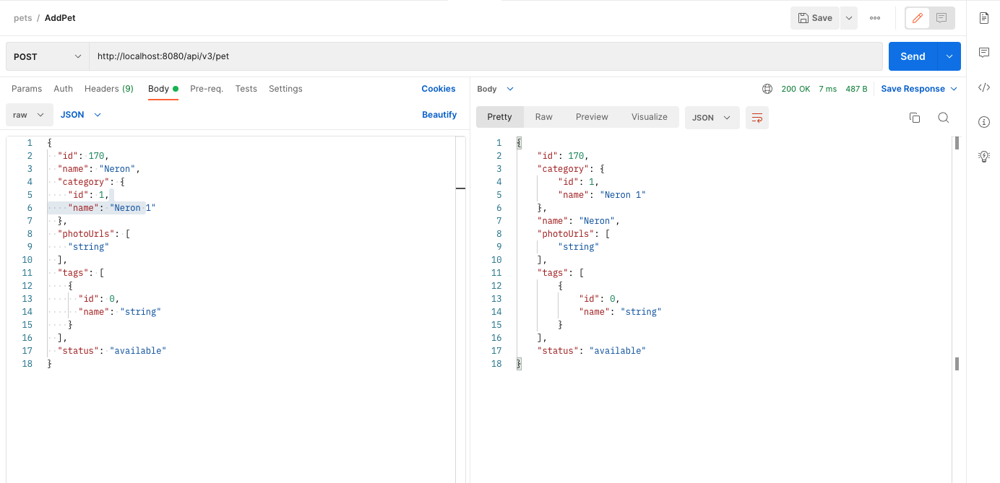 pets / AddPet
Save
POST
http://localhost:8080/api/v3/pet
Send
Params Auth Headers (9) Body Pre-req. Tests Settings Cookies
raw JSON Beautify
1 {
2 "id": 170,
3 "name": "Neron",
4 "category": {
5 "id": 1,
6 "name": "Neron 1"
7 },
8 "photoUrls": [
9 "string"
10 ],
11 "tags": [
12 {
13 "id": 0,
14 "name": "string"
15 }
16 ],
17 "status": "available"
18 }
Body 200 OK 7 ms 487 B Save Response
Pretty Raw Preview Visualize JSON
1 {
2 "id": 170,
3 "category": {
4 "id": 1,
5 "name": "Neron 1"
6 },
7 "name": "Neron",
8 "photoUrls": [
9 "string"
10 ],
11 "tags": [
12 {
13 "id": 0,
14 "name": "string"
15 }
16 ],
17 "status": "available"
18 }